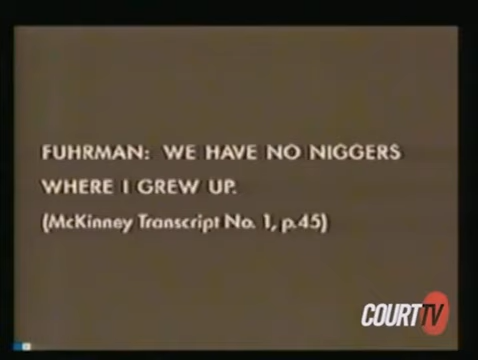 FUHRMAN: WE HAVE NO NIGGERS
WHERE I GREW UP.
(McKinney Transcript No. 1, p.45)
COURT TV